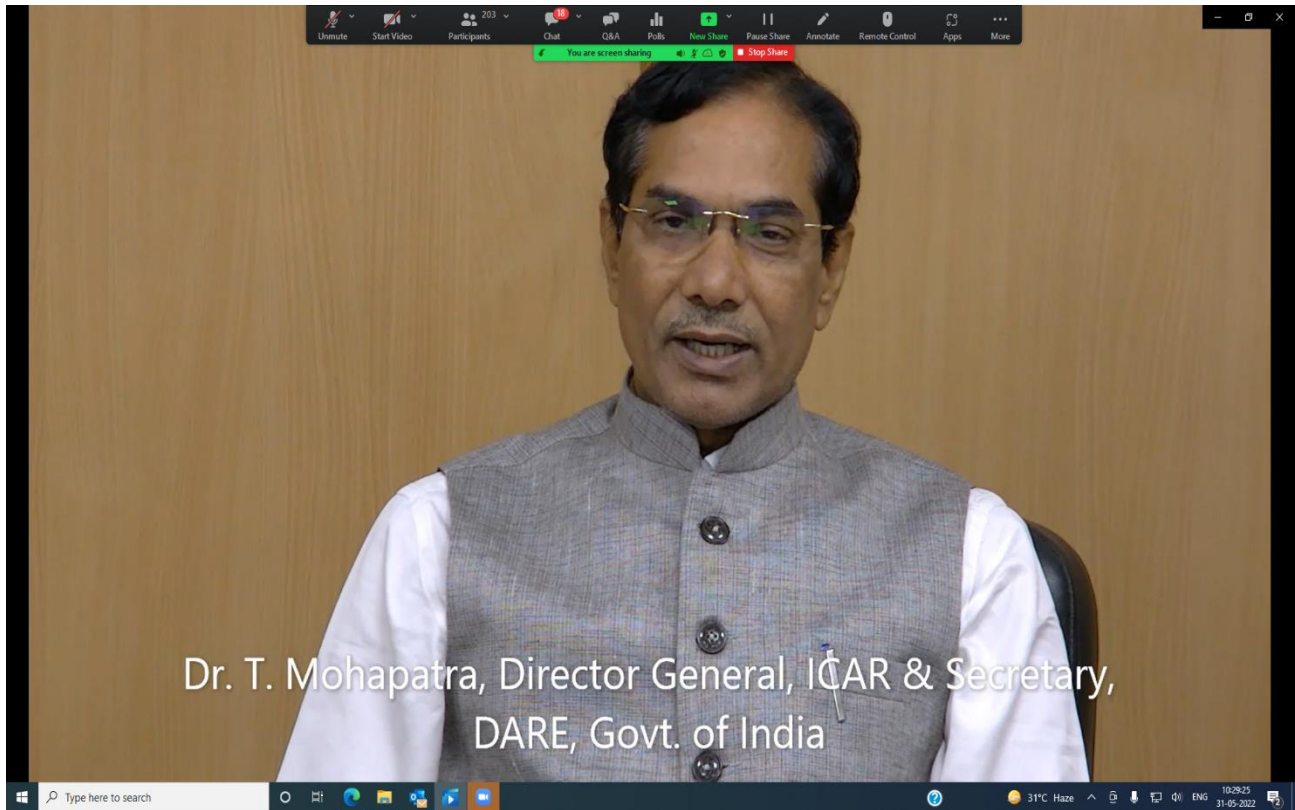 203
18
Unmute
Start Video
Participants
Chat
Q&A
Polls
New Share
Pause Share
Annotate
Remote Control
Apps
More
You are screen sharing
Stop Share
Dr. T. Mohapatra, Director General, ICAR & Secretary,
DARE, Govt. of India
Type here to search
31°C Haze
ENG
10:29:25
31-05-2022
2